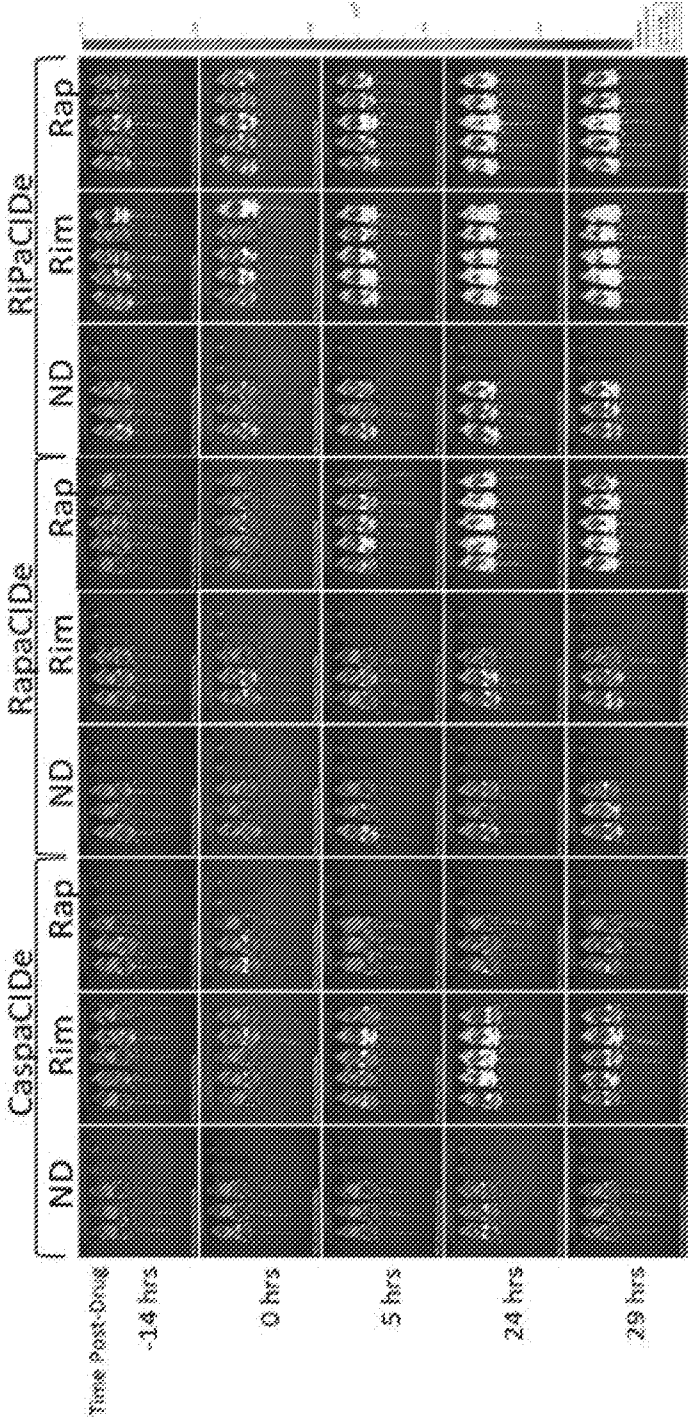 CaspaCIDe RapaCIDe RiPaCIDe
ND Rim Rap ND Rim Rap ND Rim Rap
Time Post-Drug
-14 hrs
0 hrs
5 hrs
24 hrs
29 hrs